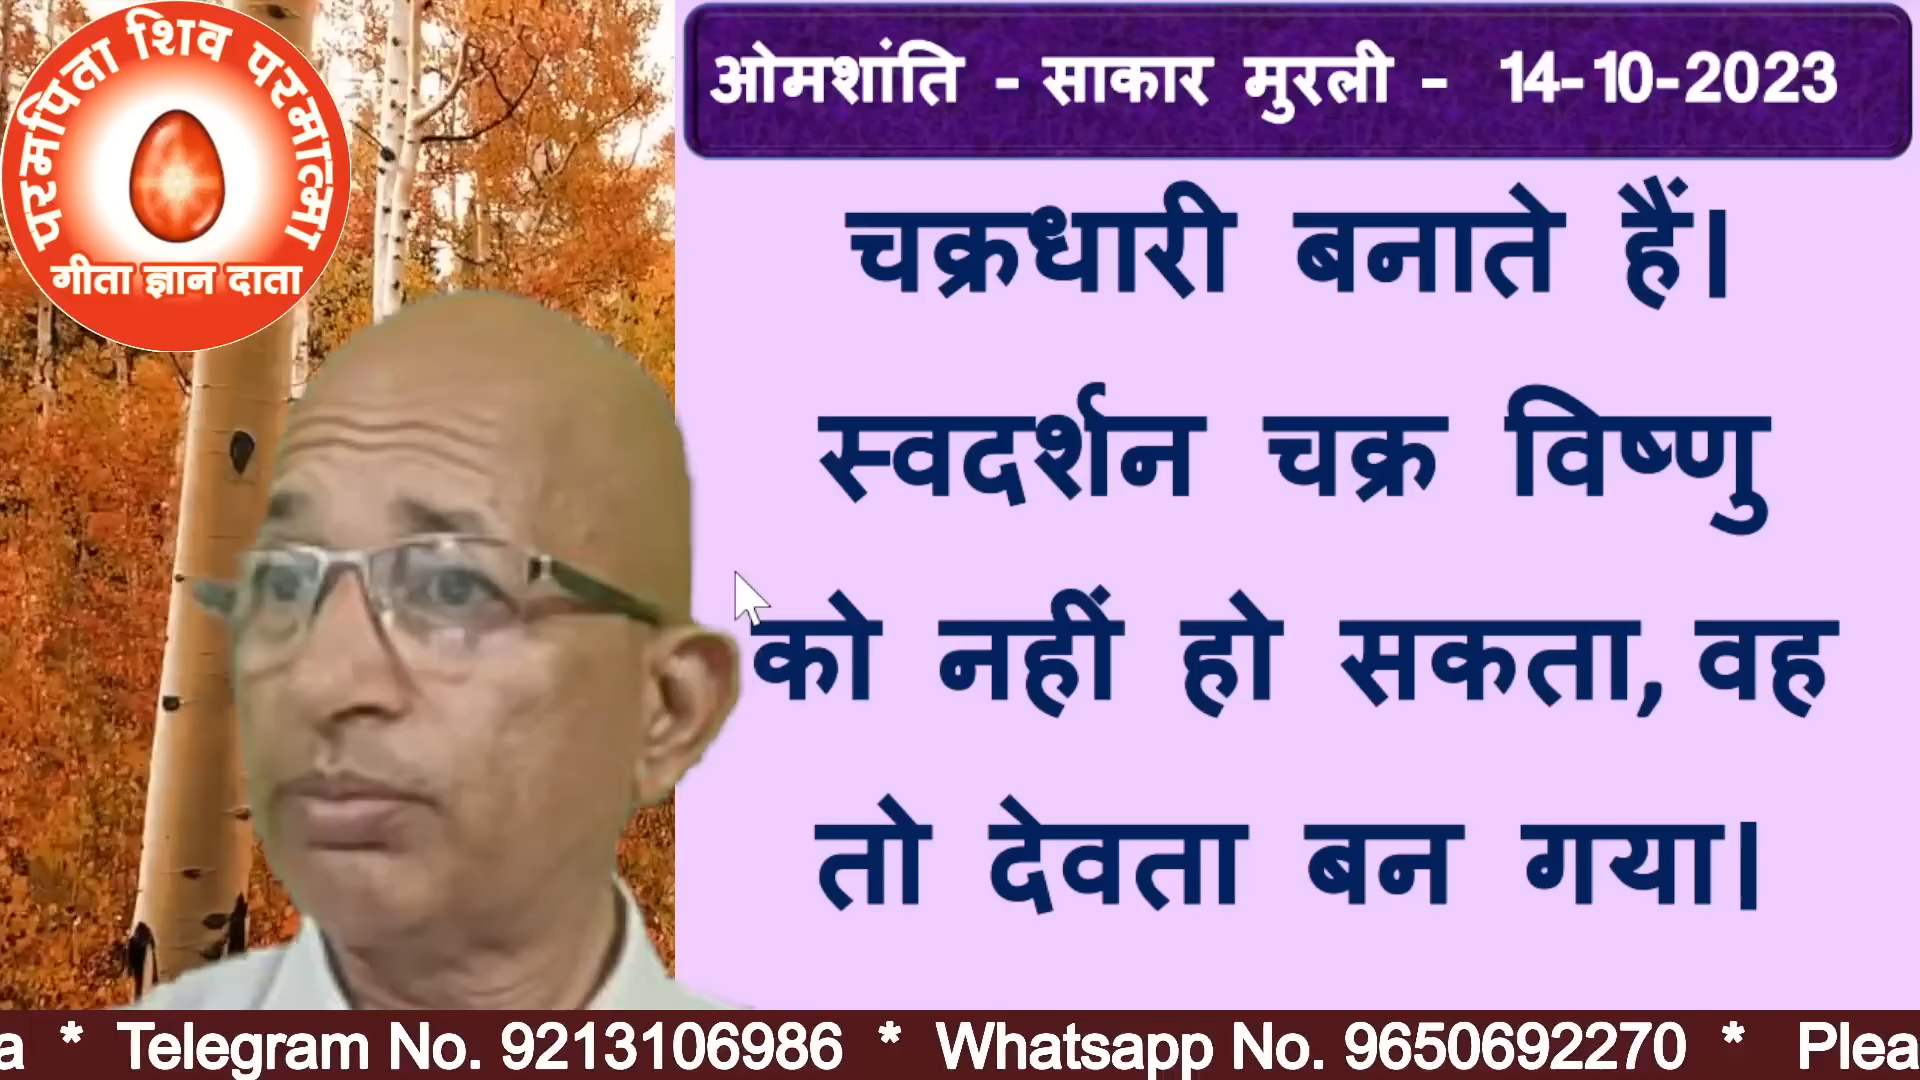 परमपिता शिव परमात्मा
गीता ज्ञान दाता
ओमशांति - साकार मुरली - 14-10-2023
चक्रधारी बनाते हैं।
स्वदर्शन चक्र विष्णु
को नहीं हो सकता, वह
तो देवता बन गया।
a * Telegram No. 9213106986 * Whatsapp No. 9650692270 * Plea